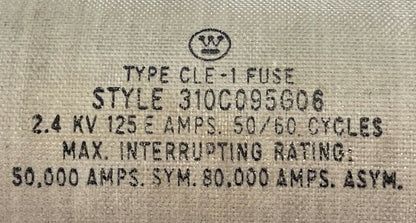 TYPE CLE-1 FUSE
STYLE 310C095G06
2.4 KV 125 E AMPS. 50/60 CYCLES
MAX. INTERRUPTING RATING:
50,000 AMPS. SYM. 80,000 AMPS. ASYM.